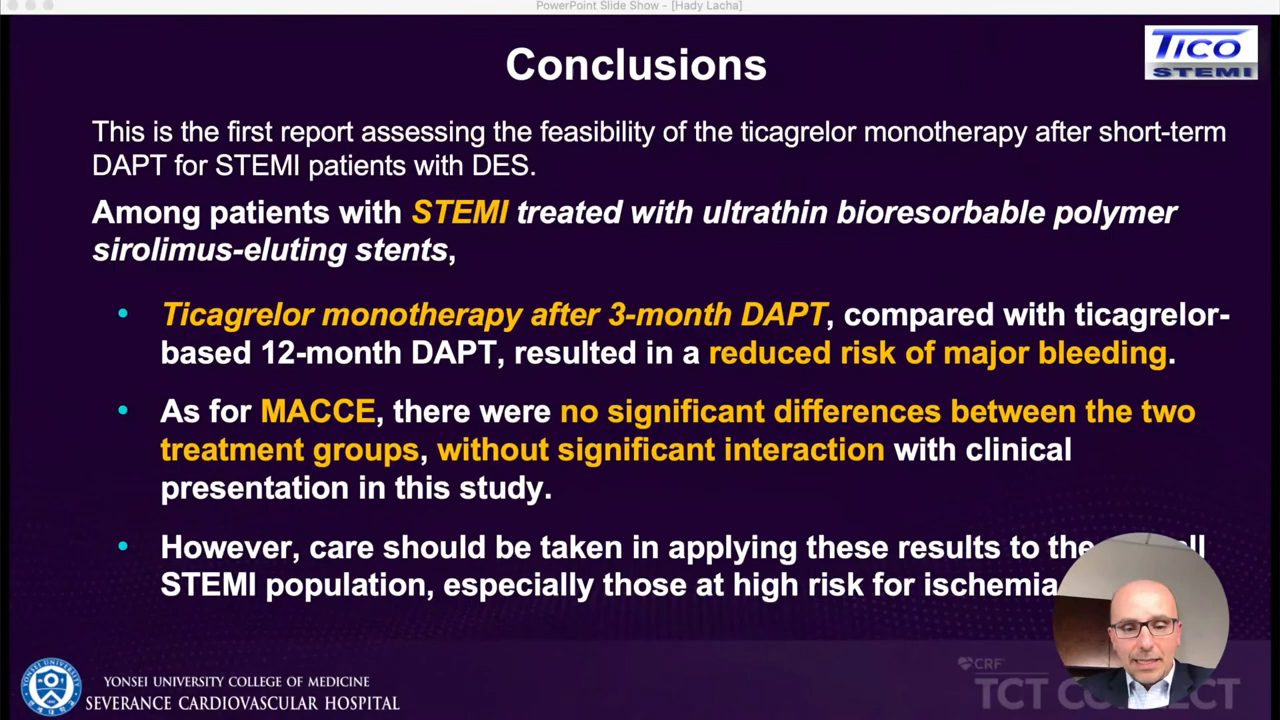 PowerPoint Slide Show - [Hady Lacha]
Conclusions
TICO
STEMI
This is the first report assessing the feasibility of the ticagrelor monotherapy after short-term
DAPT for STEMI patients with DES.
Among patients with STEMI treated with ultrathin bioresorbable polymer
sirolimus-eluting stents,
• Ticagrelor monotherapy after 3-month DAPT, compared with ticagrelor-
based 12-month DAPT, resulted in a reduced risk of major bleeding.
• As for MACCE, there were no significant differences between the two
treatment groups, without significant interaction with clinical
presentation in this study.
• However, care should be taken in applying these results to the
STEMI population, especially those at high risk for ischemia
YONSEI UNIVERSITY COLLEGE OF MEDICINE
SEVERANCE CARDIOVASCULAR HOSPITAL
CRF
TCT